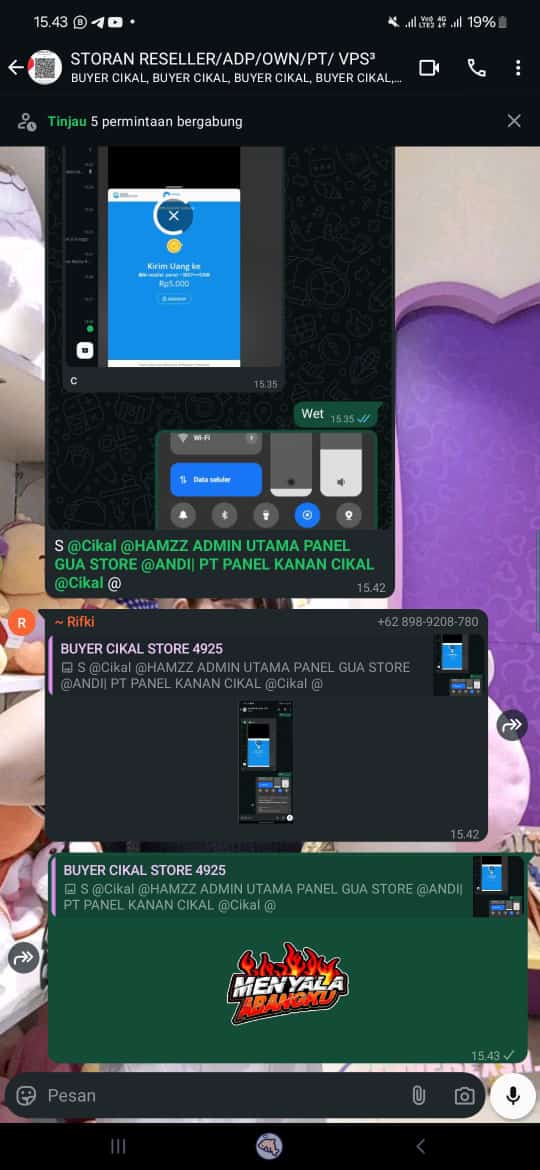 15.43
Vo))
LTE2
4G
19%
STORAN RESELLER/ADP/OWN/PT/ VPS³
BUYER CIKAL, BUYER CIKAL, BUYER CIKAL, BUYER CIKAL,...
Tinjau 5 permintaan bergabung
Kirim Uang ke
Rp5.000
C
15.35
Wet 15.35
Wi-Fi
Data seluler
S @Cikal @HAMZZ ADMIN UTAMA PANEL
GUA STORE @ANDI| PT PANEL KANAN CIKAL
@Cikal @
15.42
R
~ Rifki +62 898-9208-780
BUYER CIKAL STORE 4925
S @Cikal @HAMZZ ADMIN UTAMA PANEL GUA STORE
@ANDI| PT PANEL KANAN CIKAL @Cikal @
15.42
BUYER CIKAL STORE 4925
S @Cikal @HAMZZ ADMIN UTAMA PANEL GUA STORE @ANDI|
PT PANEL KANAN CIKAL @Cikal @
MENYALA
ABANGKU
15.43
Pesan